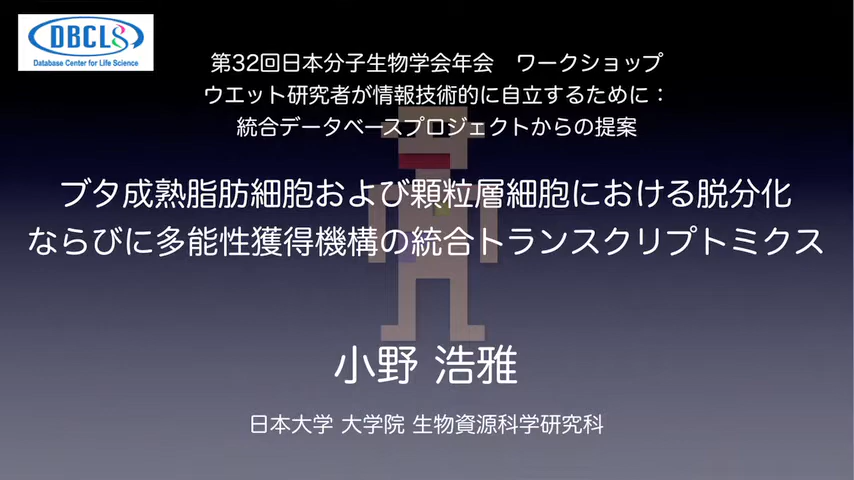 DBCLS
Database Center for Life Science
第32回日本分子生物学会年会　ワークショップ
ウエット研究者が情報技術的に自立するために：
統合データベースプロジェクトからの提案
ブタ成熟脂肪細胞および顆粒層細胞における脱分化
ならびに多能性獲得機構の統合トランスクリプトミクス
小野 浩雅
日本大学 大学院 生物資源科学研究科